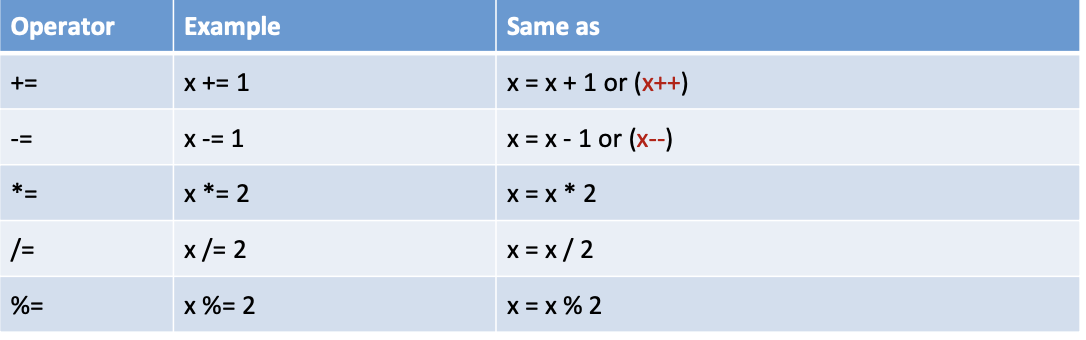 Operator Example Same as
+= x += 1 x = x + 1 or (x++)
-= x -= 1 x = x - 1 or (x--)
*= x *= 2 x = x * 2
/= x /= 2 x = x / 2
%= x %= 2 x = x % 2